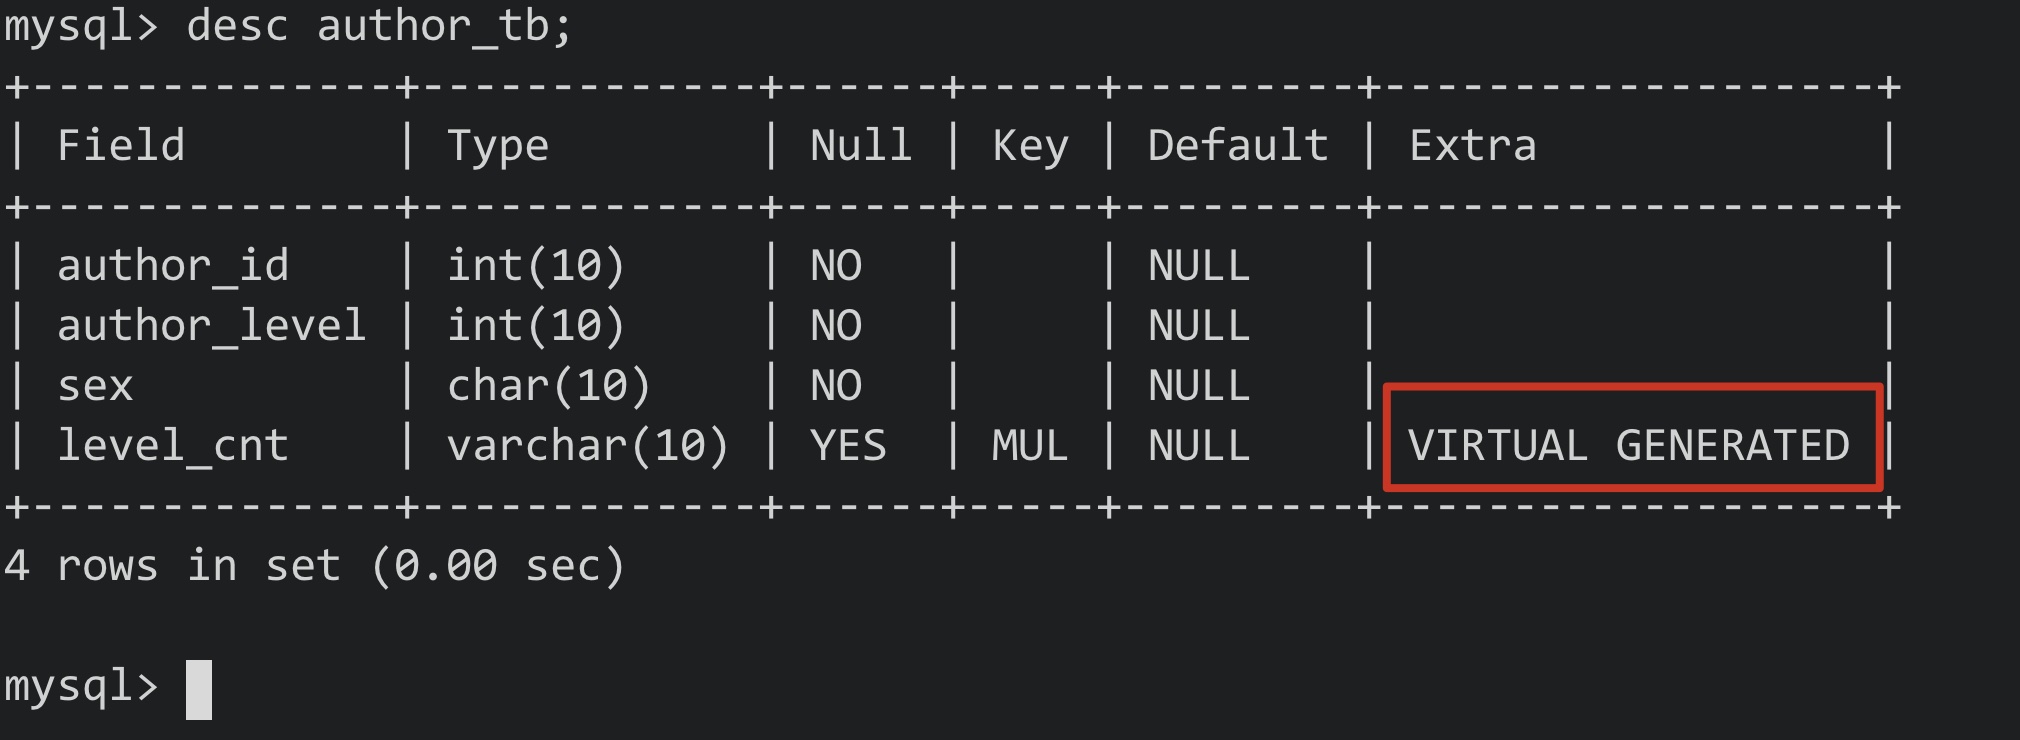 mysql> desc author_tb;
+--------------+-------------+------+-----+---------+-------------------+
| Field        | Type        | Null | Key | Default | Extra             |
+--------------+-------------+------+-----+---------+-------------------+
| author_id    | int(10)     | NO   |     | NULL    |                   |
| author_level | int(10)     | NO   |     | NULL    |                   |
| sex          | char(10)    | NO   |     | NULL    |                   |
| level_cnt    | varchar(10) | YES  | MUL | NULL    | VIRTUAL GENERATED |
+--------------+-------------+------+-----+---------+-------------------+
4 rows in set (0.00 sec)
mysql>